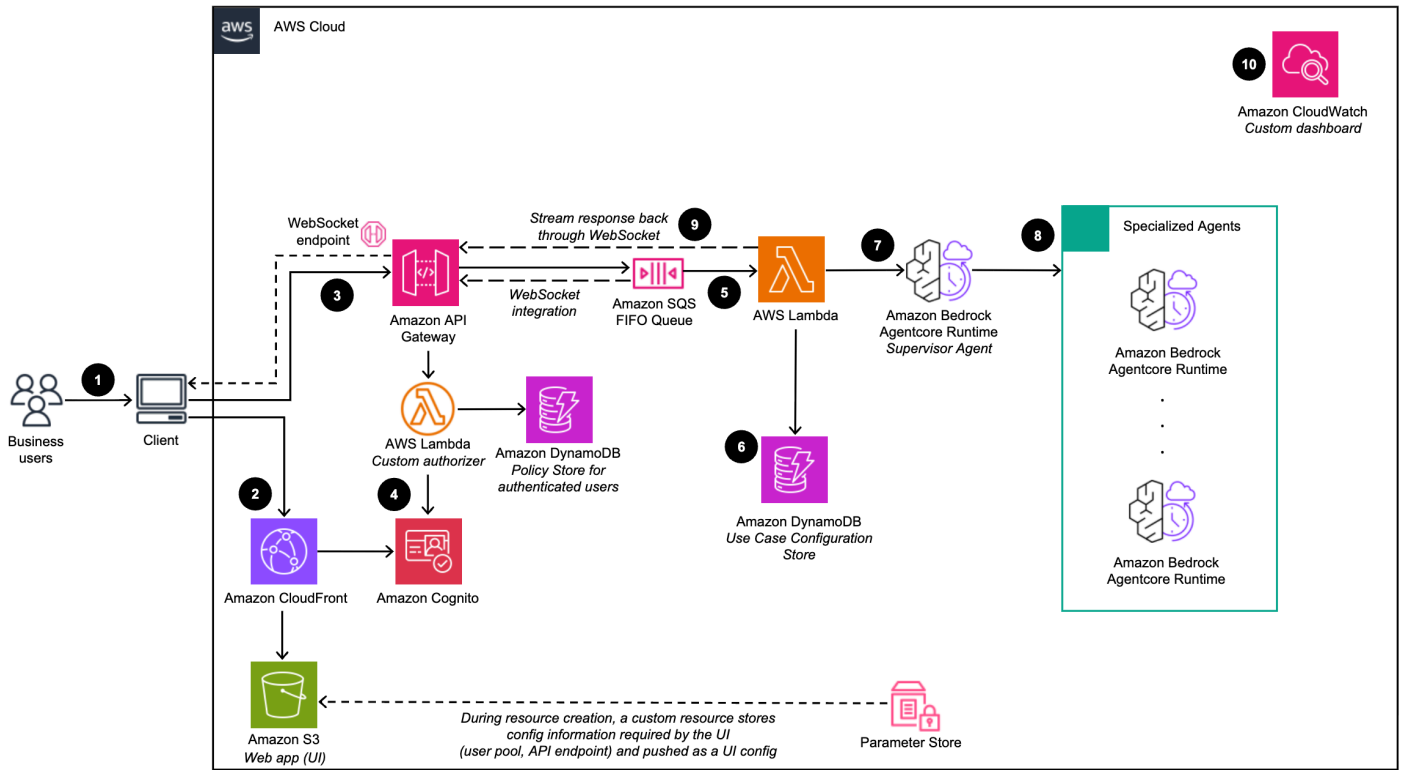 aws
AWS Cloud
10
Amazon CloudWatch
Custom dashboard
WebSocket
endpoint
Stream response back
through WebSocket
9
7
8
Specialized Agents
3
WebSocket
integration
5
Amazon API
Gateway
Amazon SQS
FIFO Queue
AWS Lambda
Amazon Bedrock
Agentcore Runtime
Supervisor Agent
Amazon Bedrock
Agentcore Runtime
1
Business
users
Client
AWS Lambda
Custom authorizer
Amazon DynamoDB
Policy Store for
authenticated users
6
2
4
Amazon DynamoDB
Use Case Configuration
Store
Amazon Bedrock
Agentcore Runtime
Amazon CloudFront
Amazon Cognito
During resource creation, a custom resource stores
config information required by the UI
(user pool, API endpoint) and pushed as a UI config
Parameter Store
Amazon S3
Web app (UI)